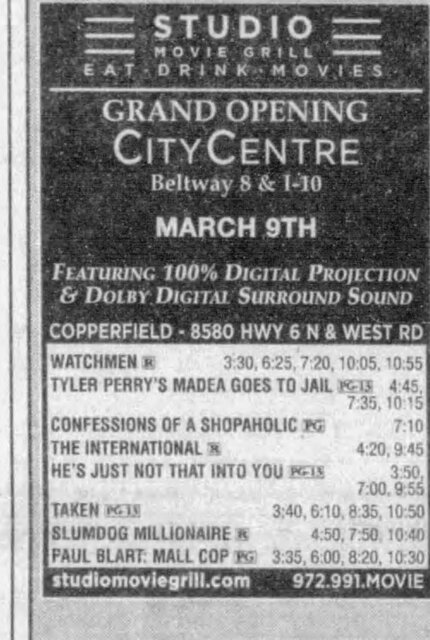 STUDIO
MOVIE GRILL
EAT·DRINK·MOVIES
GRAND OPENING
CITYCENTRE
Beltway 8 & I-10
MARCH 9TH
FEATURING 100% DIGITAL PROJECTION
& DOLBY DIGITAL SURROUND SOUND
COPPERFIELD - 8580 HWY 6 N & WEST RD
WATCHMEN R 3:30, 6:25, 7:20, 10:05, 10:55
TYLER PERRY'S MADEA GOES TO JAIL PG-13 4:45,
7:35, 10:15
CONFESSIONS OF A SHOPAHOLIC PG 7:10
THE INTERNATIONAL R 4:20, 9:45
HE'S JUST NOT THAT INTO YOU PG-13 3:50,
7:00, 9:55
TAKEN PG-13 3:40, 6:10, 8:35, 10:50
SLUMDOG MILLIONAIRE R 4:50, 7:50, 10:40
PAUL BLART: MALL COP PG 3:35, 6:00, 8:20, 10:30
studiomoviegrill.com 972.991.MOVIE